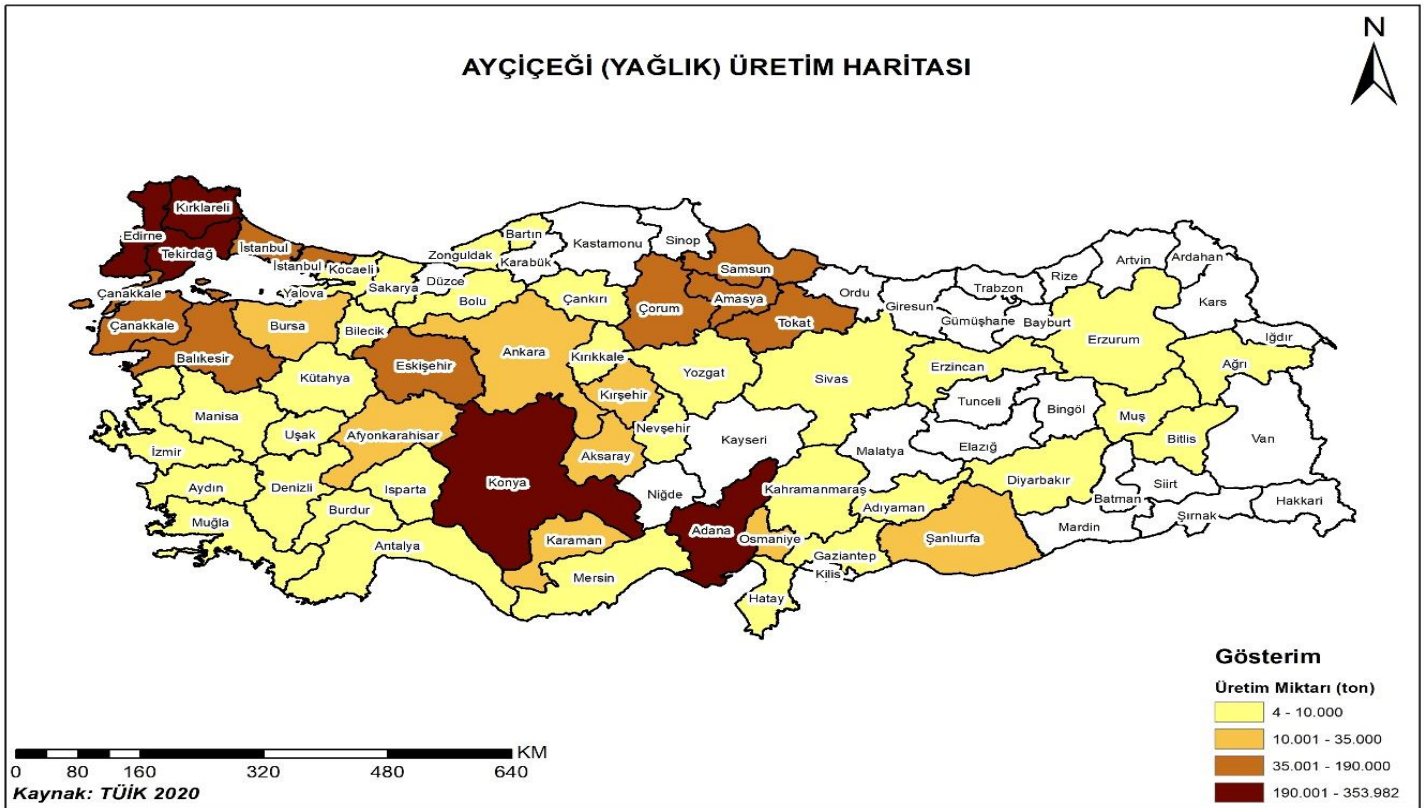 N
AYÇİÇEĞİ (YAĞLIK) ÜRETİM HARİTASI
Kırklareli
Edirne
Tekirdağ
İstanbul
İstanbul
Kocaeli
Yalova
Çanakkale
Çanakkale
Balıkesir
Bursa
Bilecik
Sakarya
Düzce
Bolu
Zonguldak
Bartın
Karabük
Kastamonu
Sinop
Çankırı
Samsun
Amasya
Çorum
Tokat
Ordu
Giresun
Trabzon
Gümüşhane
Bayburt
Rize
Artvin
Ardahan
Kars
Iğdır
Erzurum
Ağrı
Erzincan
Sivas
Yozgat
Kırıkkale
Ankara
Kırşehir
Eskişehir
Kütahya
Manisa
Uşak
Afyonkarahisar
İzmir
Aydın
Denizli
Isparta
Burdur
Muğla
Antalya
Konya
Aksaray
Nevşehir
Kayseri
Niğde
Karaman
Mersin
Adana
Osmaniye
Kahramanmaraş
Hatay
Gaziantep
Kilis
Adıyaman
Malatya
Şanlıurfa
Diyarbakır
Elazığ
Tunceli
Bingöl
Muş
Bitlis
Van
Batman
Siirt
Mardin
Şırnak
Hakkari
Gösterim
Üretim Miktarı (ton)
4 - 10.000
10.001 - 35.000
35.001 - 190.000
190.001 - 353.982
KM
0 80 160 320 480 640
Kaynak: TÜİK 2020